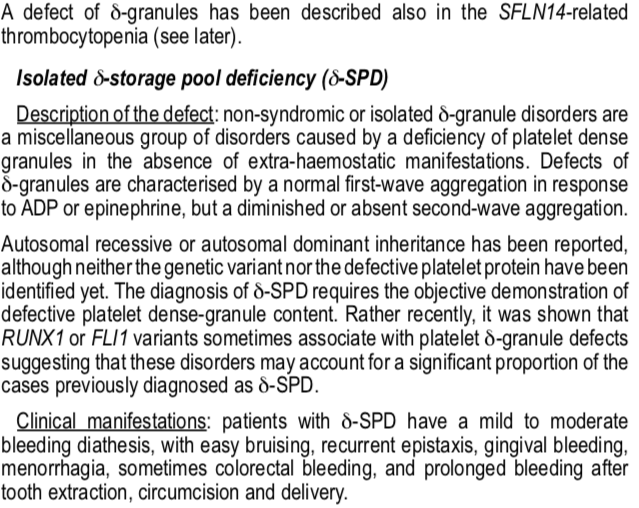 A defect of δ-granules has been described also in the SFLN14-related
thrombocytopenia (see later).
Isolated δ-storage pool deficiency (δ-SPD)
Description of the defect: non-syndromic or isolated δ-granule disorders are
a miscellaneous group of disorders caused by a deficiency of platelet dense
granules in the absence of extra-haemostatic manifestations. Defects of
δ-granules are characterised by a normal first-wave aggregation in response
to ADP or epinephrine, but a diminished or absent second-wave aggregation.
Autosomal recessive or autosomal dominant inheritance has been reported,
although neither the genetic variant nor the defective platelet protein have been
identified yet. The diagnosis of δ-SPD requires the objective demonstration of
defective platelet dense-granule content. Rather recently, it was shown that
RUNX1 or FLI1 variants sometimes associate with platelet δ-granule defects
suggesting that these disorders may account for a significant proportion of the
cases previously diagnosed as δ-SPD.
Clinical manifestations: patients with δ-SPD have a mild to moderate
bleeding diathesis, with easy bruising, recurrent epistaxis, gingival bleeding,
menorrhagia, sometimes colorectal bleeding, and prolonged bleeding after
tooth extraction, circumcision and delivery.